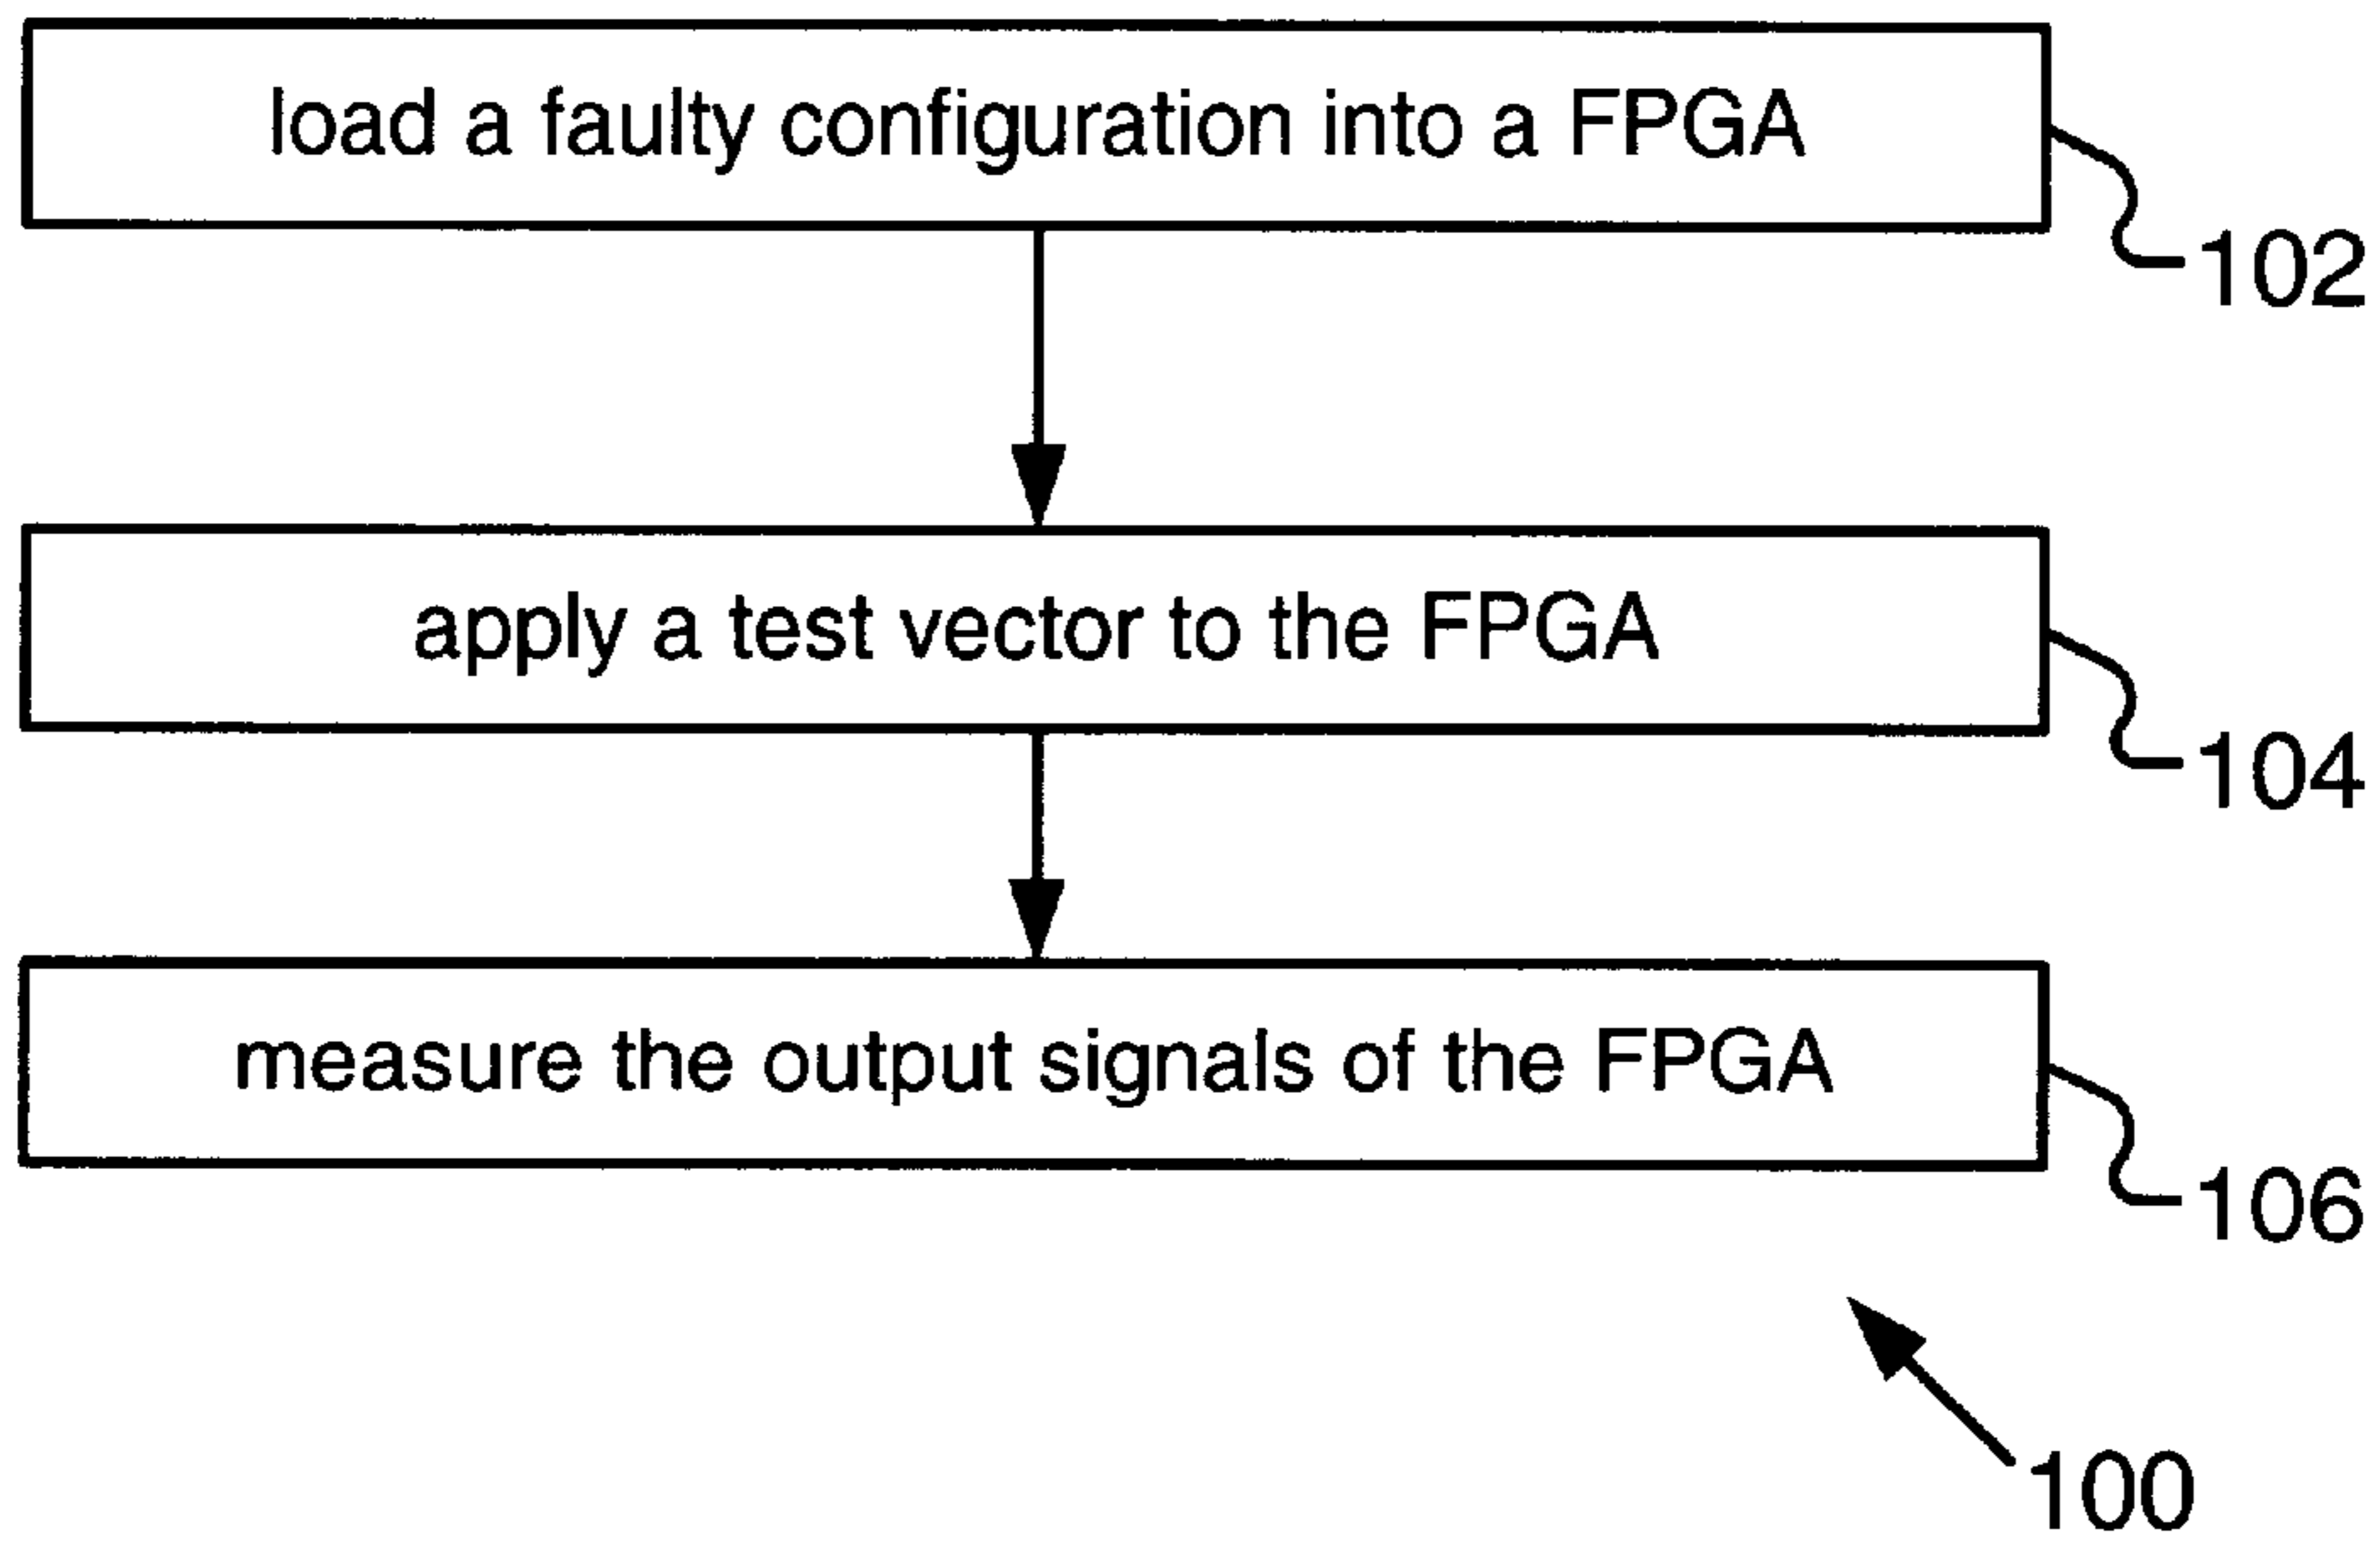 load a faulty configuration into a FPGA
102
apply a test vector to the FPGA
104
measure the output signals of the FPGA
106
100